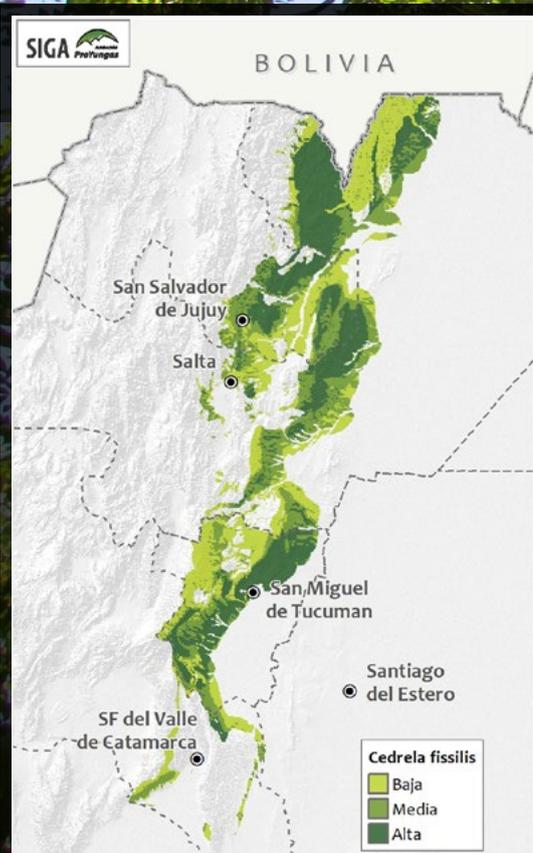 SIGA
Fundación
ProYungas
BOLIVIA
San Salvador
de Jujuy
Salta
San Miguel
de Tucuman
Santiago
del Estero
SF del Valle
de Catamarca
Cedrela fissilis
Baja
Media
Alta